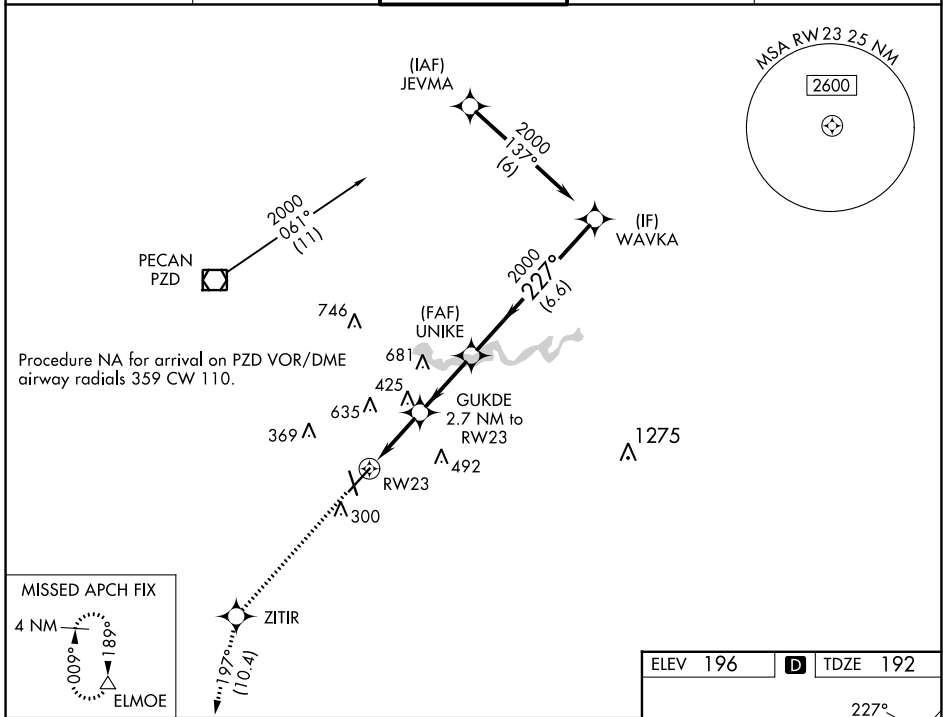 (IAF)
JEVMA
MSA RW23 25 NM
2600
2000
137°
(6)
2000
061°
(11)
(IF)
WAVKA
PECAN
PZD
2000
227°
(6.6)
746
(FAF)
UNIKE
Procedure NA for arrival on PZD VOR/DME
airway radials 359 CW 110.
681
425
GUKDE
2.7 NM to
RW23
635
369
1275
492
RW23
300
MISSED APCH FIX
4 NM
009°
189°
ELMOE
ZITIR
197°
(10.4)
ELEV 196 D TDZE 192
227°